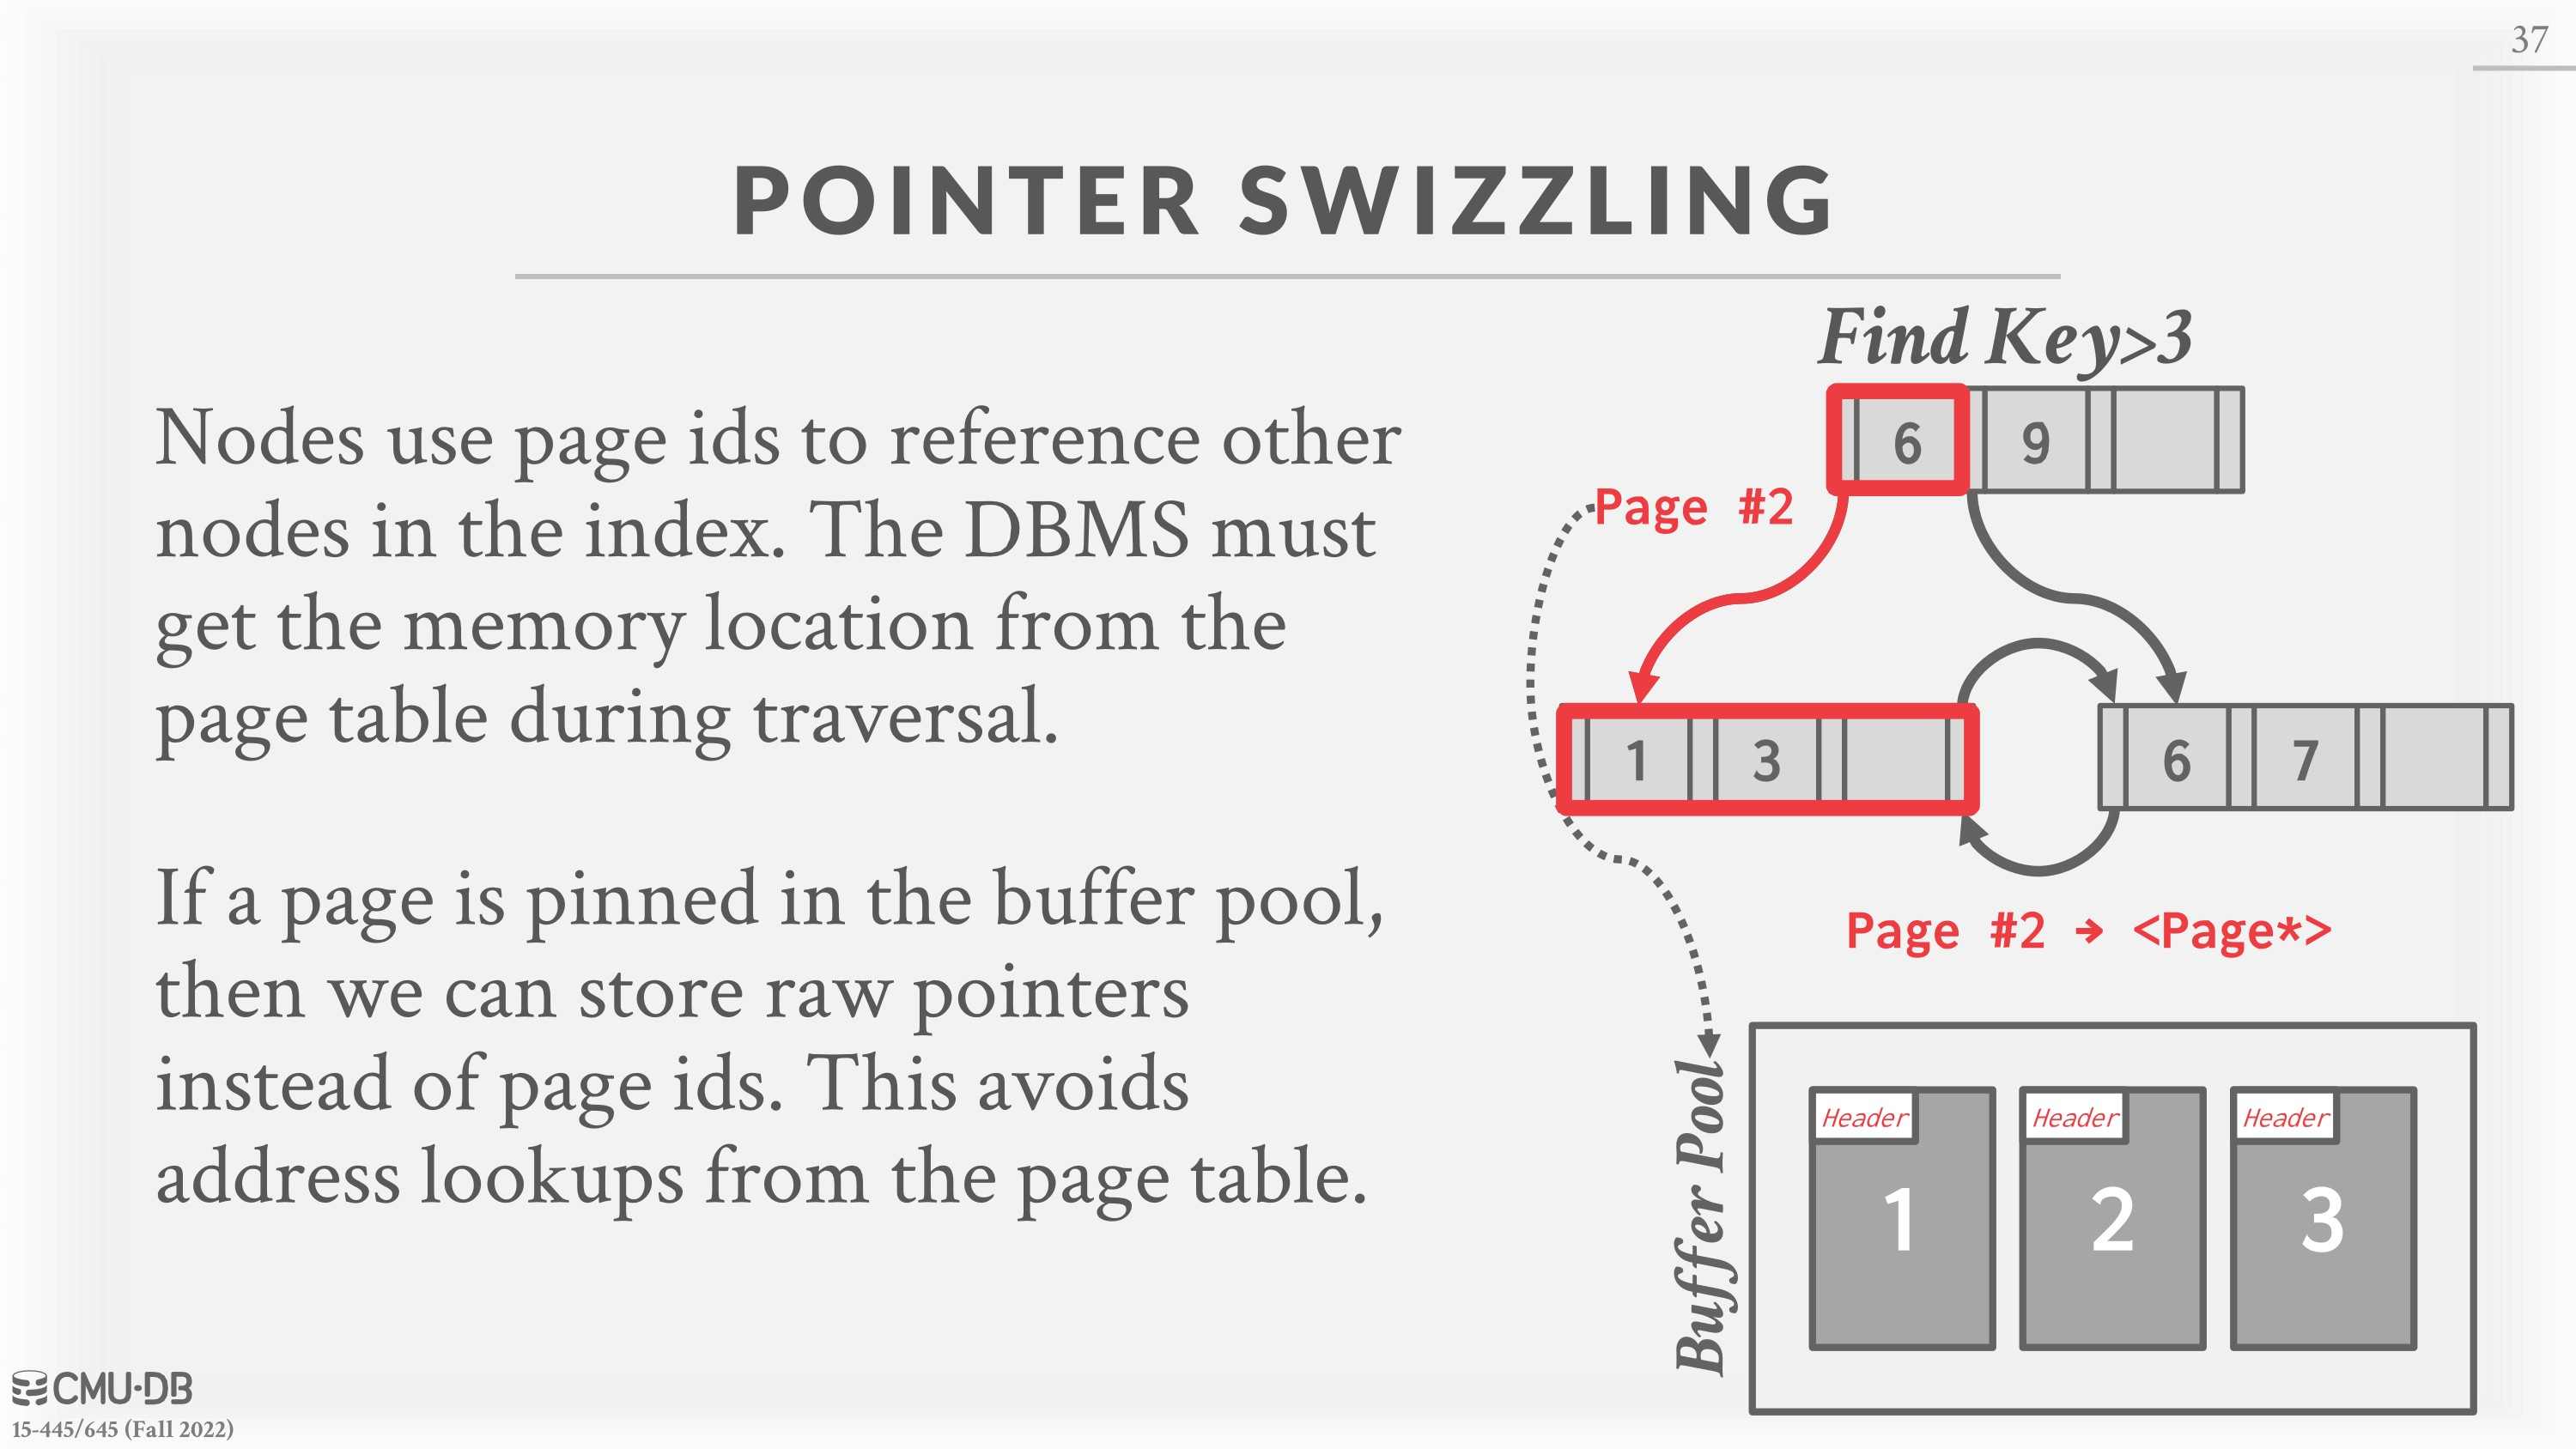 37
POINTER SWIZZLING
Nodes use page ids to reference other
nodes in the index. The DBMS must
get the memory location from the
page table during traversal.
If a page is pinned in the buffer pool,
then we can store raw pointers
instead of page ids. This avoids
address lookups from the page table.
Find Key>3
6 9
Page #2
1 3
6 7
Page #2 → <Page*>
Buffer Pool
Header Header Header
1 2 3
CMU·DB
15-445/645 (Fall 2022)